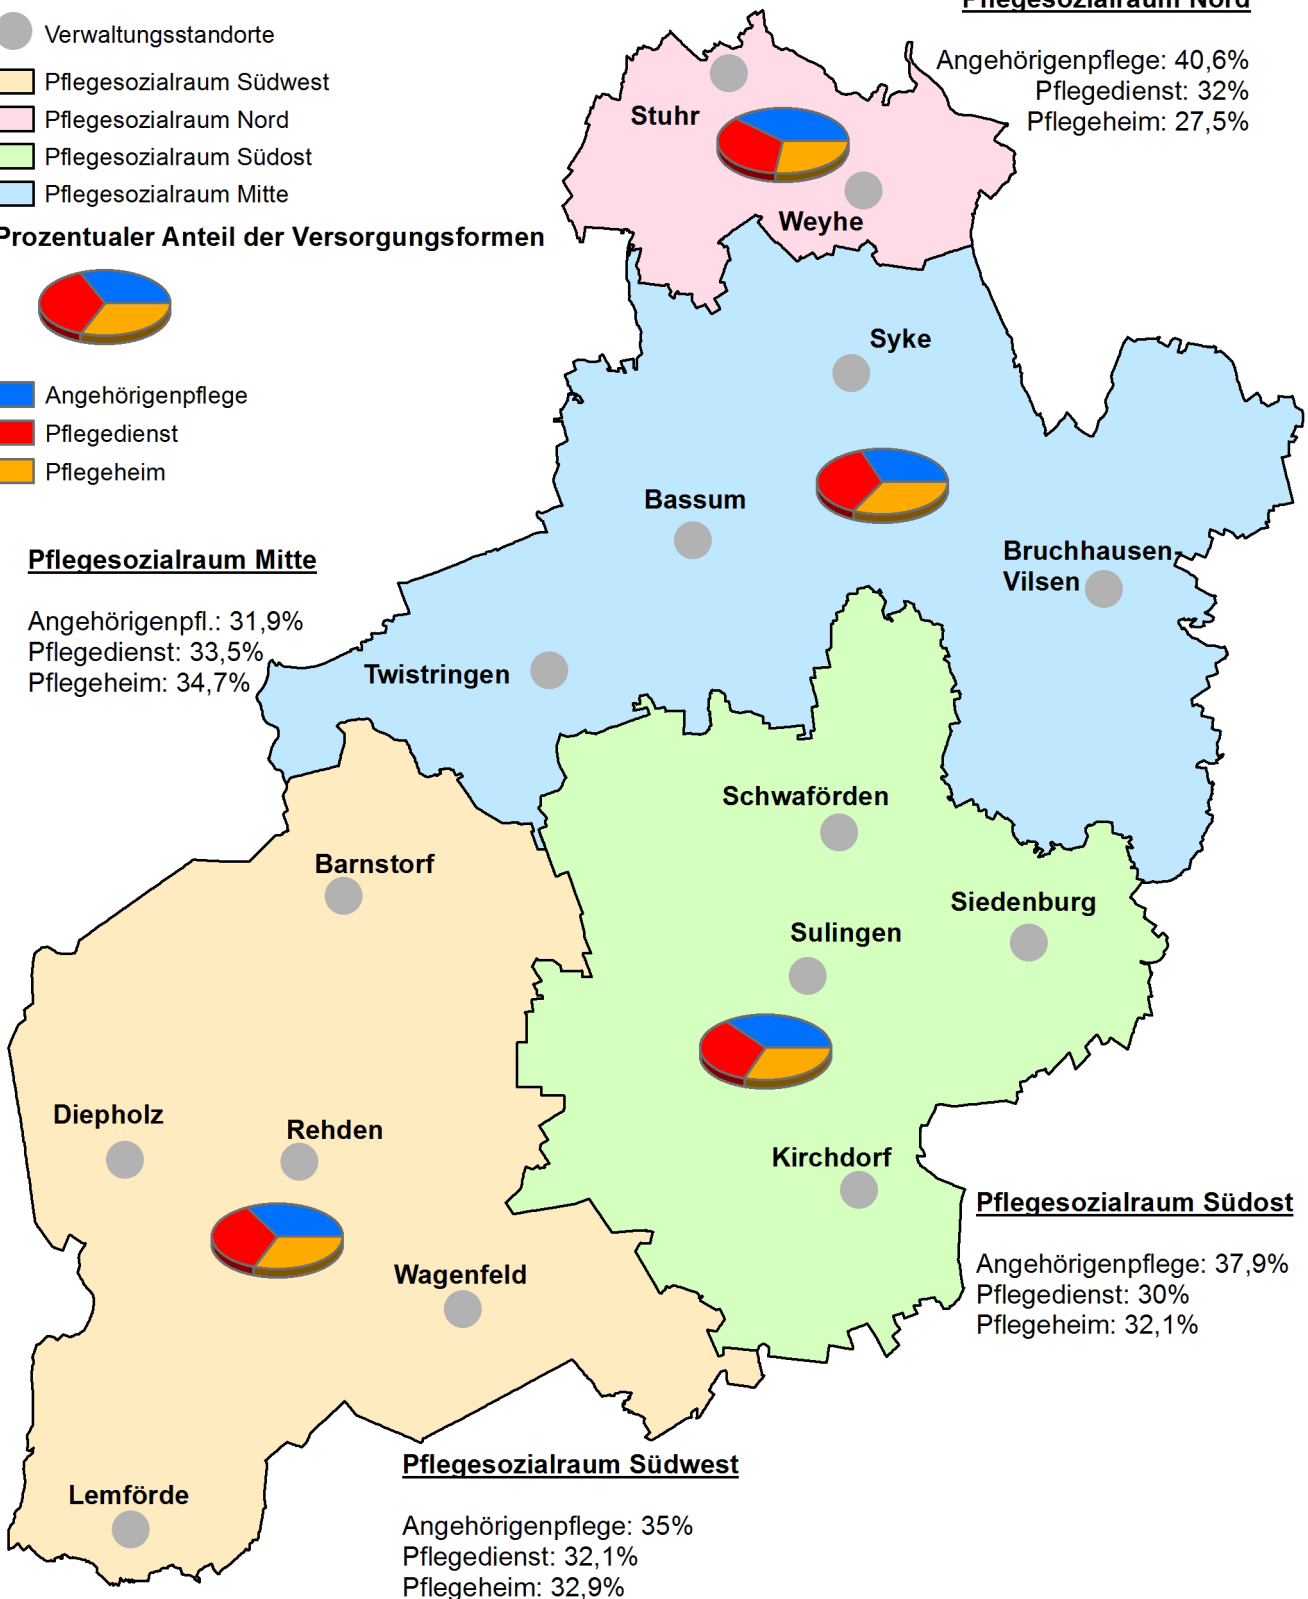 Verwaltungsstandorte
Pflegesozialraum Südwest
Pflegesozialraum Nord
Pflegesozialraum Südost
Pflegesozialraum Mitte
Prozentualer Anteil der Versorgungsformen
Angehörigenpflege
Pflegedienst
Pflegeheim
Pflegesozialraum Nord
Angehörigenpflege: 40,6%
Pflegedienst: 32%
Pflegeheim: 27,5%
Stuhr
Weyhe
Syke
Bassum
Bruchhausen-
Vilsen
Twistringen
Pflegesozialraum Mitte
Angehörigenpfl.: 31,9%
Pflegedienst: 33,5%
Pflegeheim: 34,7%
Schwaförden
Barnstorf
Siedenburg
Sulingen
Diepholz
Rehden
Kirchdorf
Wagenfeld
Lemförde
Pflegesozialraum Südost
Angehörigenpflege: 37,9%
Pflegedienst: 30%
Pflegeheim: 32,1%
Pflegesozialraum Südwest
Angehörigenpflege: 35%
Pflegedienst: 32,1%
Pflegeheim: 32,9%